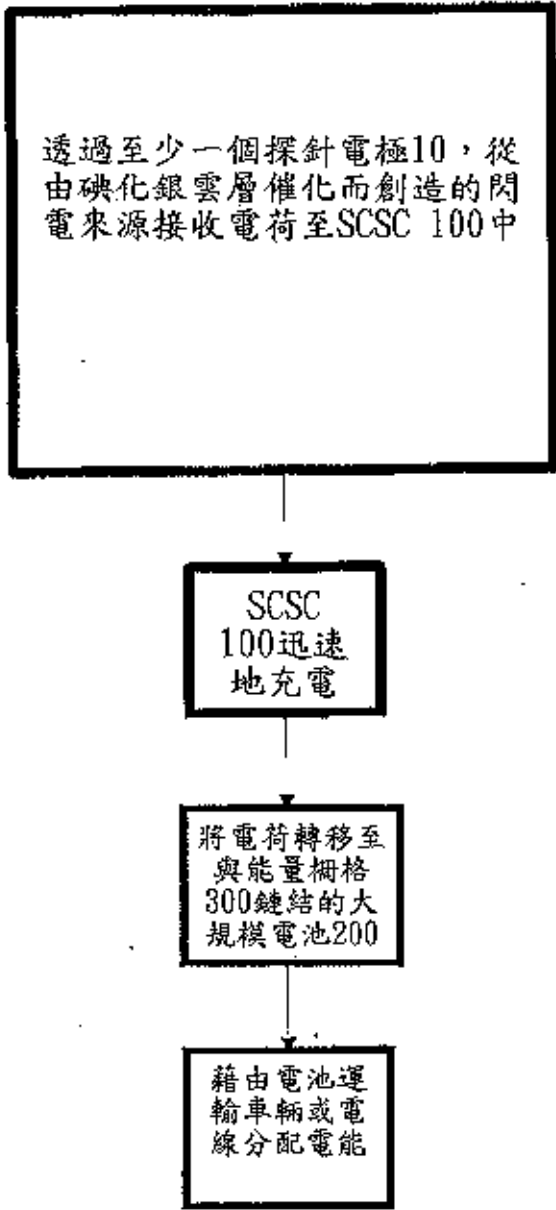 透過至少一個探針電極10，從
由碘化銀雲層催化而創造的閃
電來源接收電荷至SCSC 100中
SCSC
100迅速
地充電
將電荷轉移至
與能量柵格
300鏈結的大
規模電池200
藉由電池運
輸車輛或電
線分配電能